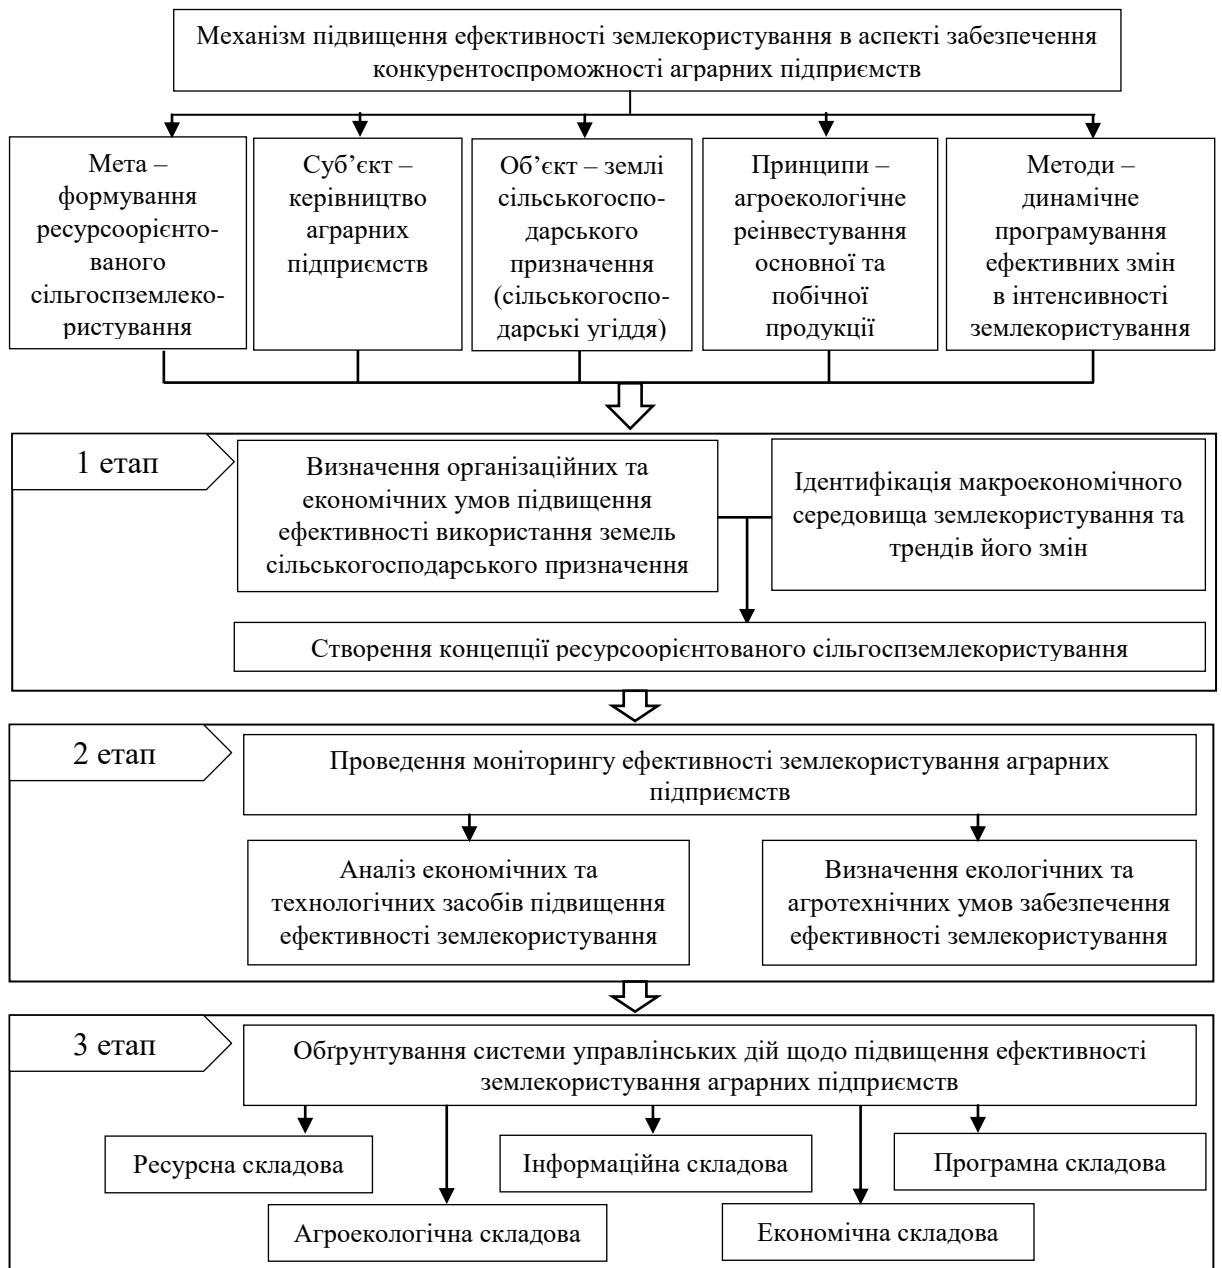 Механізм підвищення ефективності землекористування в аспекті забезпечення
конкурентоспроможності аграрних підприємств
Мета –
формування
ресурсоорієнто-
ваного
сільгоспземлеко-
ристування
Суб’єкт –
керівництво
аграрних
підприємств
Об’єкт – землі
сільськогоспо-
дарського
призначення
(сільськогоспо-
дарські угіддя)
Принципи –
агроекологічне
реінвестування
основної та
побічної
продукції
Методи –
динамічне
програмування
ефективних змін
в інтенсивності
землекористування
1 етап
Визначення організаційних та
економічних умов підвищення
ефективності використання земель
сільськогосподарського призначення
Ідентифікація макроекономічного
середовища землекористування та
трендів його змін
Створення концепції ресурсоорієнтованого сільгоспземлекористування
2 етап
Проведення моніторингу ефективності землекористування аграрних
підприємств
Аналіз економічних та
технологічних засобів підвищення
ефективності землекористування
Визначення екологічних та
агротехнічних умов забезпечення
ефективності землекористування
3 етап
Обґрунтування системи управлінських дій щодо підвищення ефективності
землекористування аграрних підприємств
Ресурсна складова
Інформаційна складова
Програмна складова
Агроекологічна складова
Економічна складова